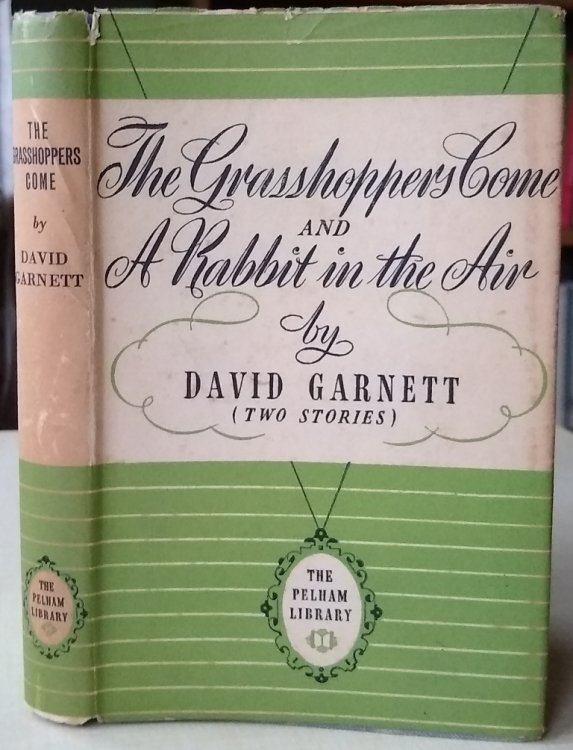 THE
GRASSHOPPERS
COME
by
DAVID
GARNETT
THE
PELHAM
LIBRARY
The Grasshoppers Come
AND
A Rabbit in the Air
by
DAVID GARNETT
(TWO STORIES)
THE
PELHAM
LIBRARY